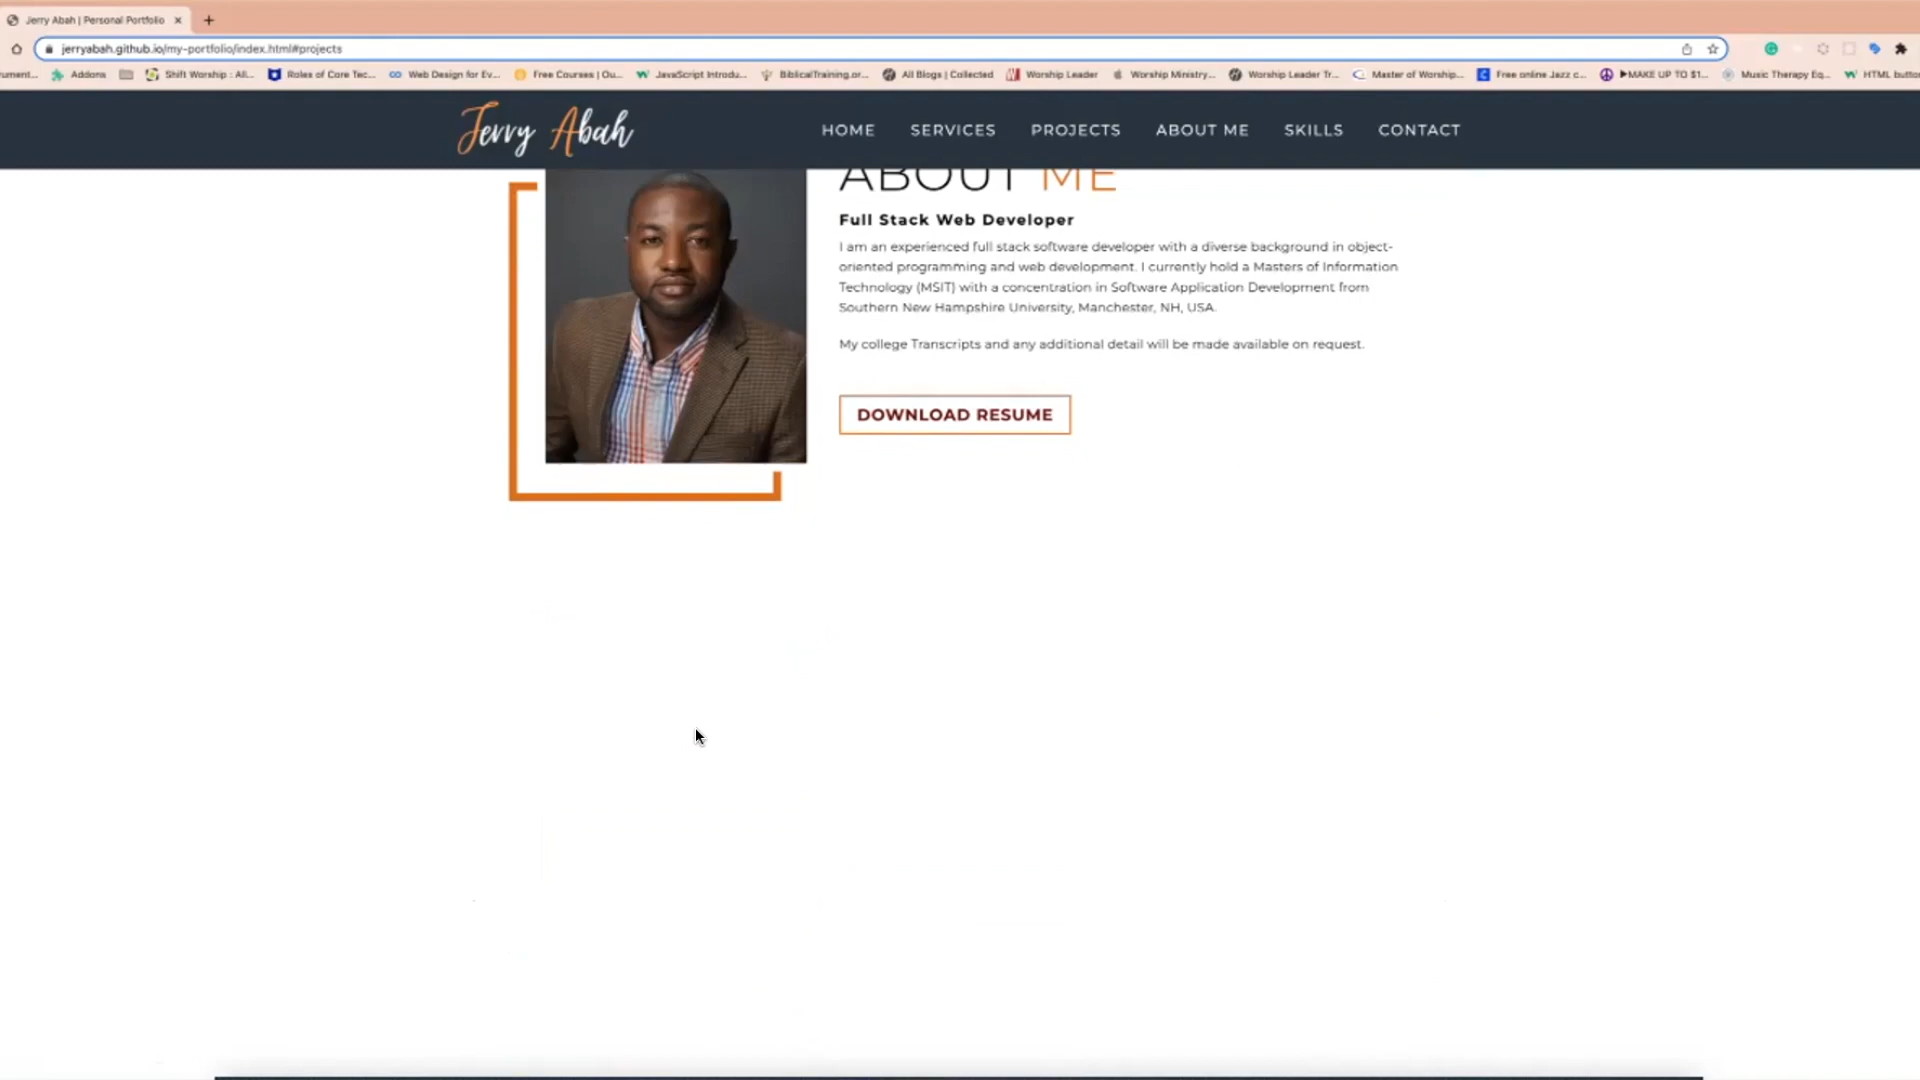 Jerry Abah | Personal Portfolio
jerryabah.github.io/my-portfolio/index.html#projects
ument... Addons Shift Worship : All... Roles of Core Tec... Web Design for Ev... Free Courses | Ou... JavaScript Introdu... BiblicalTraining.or... All Blogs | Collected Worship Leader Worship Ministry... Worship Leader Tr... Master of Worship... Free online Jazz c... ▶MAKE UP TO $1... Music Therapy Eq... HTML butto
Jerry Abah HOME SERVICES PROJECTS ABOUT ME SKILLS CONTACT
ABOUT ME
Full Stack Web Developer
I am an experienced full stack software developer with a diverse background in object-
oriented programming and web development. I currently hold a Masters of Information
Technology (MSIT) with a concentration in Software Application Development from
Southern New Hampshire University, Manchester, NH, USA.
My college Transcripts and any additional detail will be made available on request.
DOWNLOAD RESUME